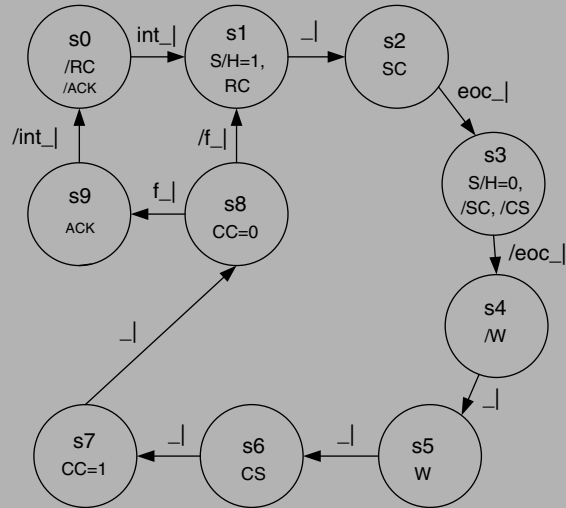 s0
/RC
/ACK
int_|
s1
S/H=1,
RC
_|
s2
SC
eoc_|
s3
S/H=0,
/SC, /CS
/eoc_|
s4
/W
_|
s5
W
_|
s6
CS
_|
s7
CC=1
_|
s8
CC=0
/f_|
f_|
s9
ACK
/int_|